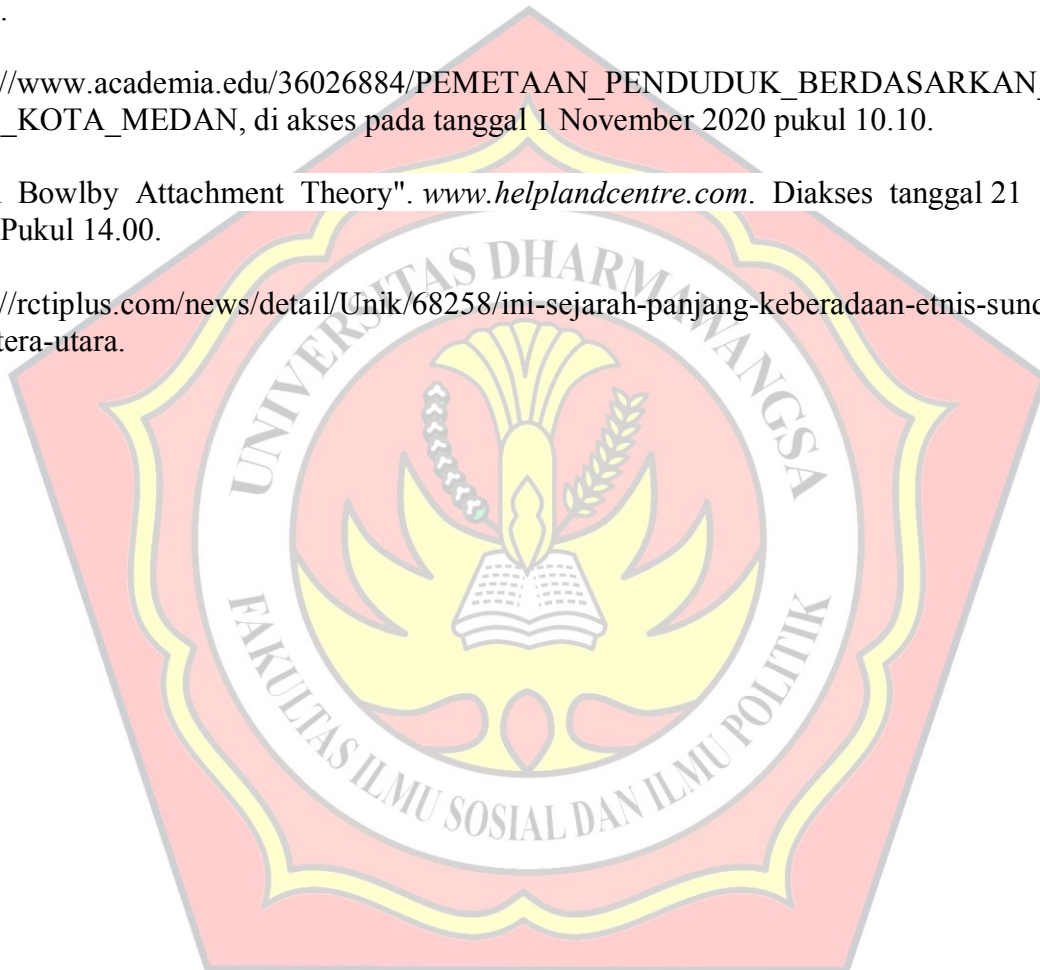 .
//www.academia.edu/36026884/PEMETAAN_PENDUDUK_BERDASARKAN_
_KOTA_MEDAN, di akses pada tanggal 1 November 2020 pukul 10.10.
Bowlby Attachment Theory". www.helplandcentre.com. Diakses tanggal 21
Pukul 14.00.
//rctiplus.com/news/detail/Unik/68258/ini-sejarah-panjang-keberadaan-etnis-sund
tera-utara.
UNIVERSITAS DHARMAWANGSA
FAKULTAS ILMU SOSIAL DAN ILMU POLITIK